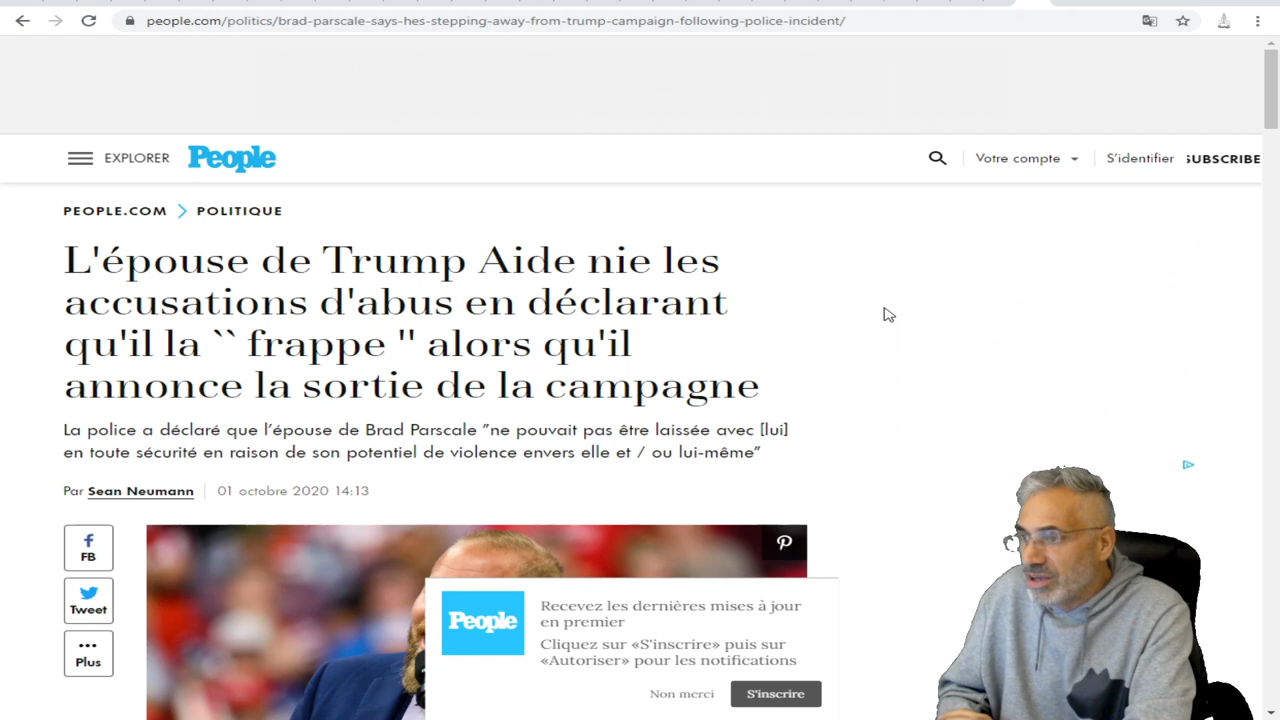 people.com/politics/brad-parscale-says-hes-stepping-away-from-trump-campaign-following-police-incident/
EXPLORER
People
Votre compte
S'identifier
SUBSCRIBE
PEOPLE.COM > POLITIQUE
L'épouse de Trump Aide nie les
accusations d'abus en déclarant
qu'il la `` frappe '' alors qu'il
annonce la sortie de la campagne
La police a déclaré que l'épouse de Brad Parscale "ne pouvait pas être laissée avec [lui]
en toute sécurité en raison de son potentiel de violence envers elle et / ou lui-même"
Par Sean Neumann
01 octobre 2020 14:13
FB
Tweet
Plus
People
Recevez les dernières mises à jour
en premier
Cliquez sur «S'inscrire» puis sur
«Autoriser» pour les notifications
Non merci
S'inscrire